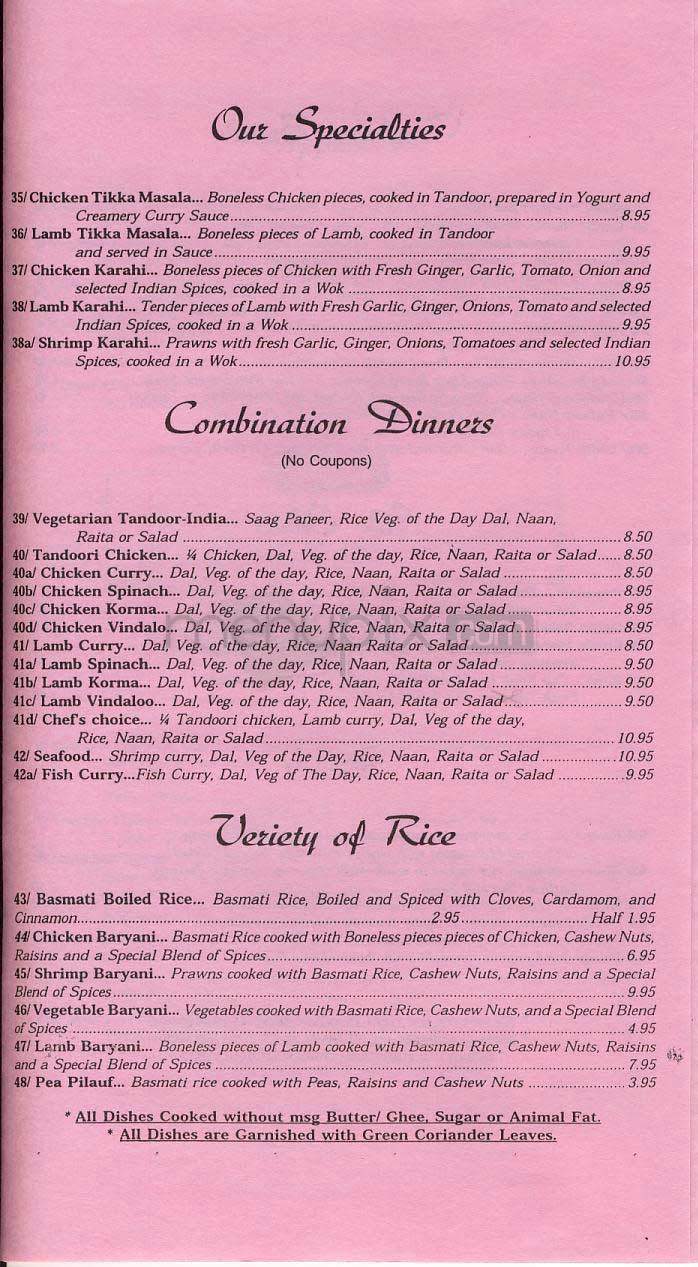 Our Specialties
35/ Chicken Tikka Masala... Boneless Chicken pieces, cooked in Tandoor, prepared in Yogurt and
Creamery Curry Sauce........8.95
36/ Lamb Tikka Masala... Boneless pieces of Lamb, cooked in Tandoor
and served in Sauce........9.95
37/ Chicken Karahi... Boneless pieces of Chicken with Fresh Ginger, Garlic, Tomato, Onion and
selected Indian Spices, cooked in a Wok ........8.95
38/ Lamb Karahi... Tender pieces of Lamb with Fresh Garlic, Ginger, Onions, Tomato and selected
Indian Spices, cooked in a Wok ........9.95
38a/ Shrimp Karahi... Prawns with fresh Garlic, Ginger, Onions, Tomatoes and selected Indian
Spices, cooked in a Wok........10.95
Combination Dinners
(No Coupons)
39/ Vegetarian Tandoor-India... Saag Paneer, Rice Veg. of the Day Dal, Naan,
Raita or Salad ........8.50
40/ Tandoori Chicken... ¼ Chicken, Dal, Veg. of the day, Rice, Naan, Raita or Salad......8.50
40a/ Chicken Curry... Dal, Veg. of the day, Rice, Naan, Raita or Salad ........8.50
40b/ Chicken Spinach... Dal, Veg. of the day, Rice, Naan, Raita or Salad ........8.95
40c/ Chicken Korma... Dal, Veg. of the day, Rice, Naan, Raita or Salad........8.95
40d/ Chicken Vindalo... Dal, Veg. of the day, Rice, Naan, Raita or Salad........8.95
41/ Lamb Curry... Dal, Veg. of the day, Rice, Naan Raita or Salad ........8.50
41a/ Lamb Spinach... Dal, Veg. of the day, Rice, Naan, Raita or Salad ........9.50
41b/ Lamb Korma... Dal, Veg. of the day, Rice, Naan, Raita or Salad ........9.50
41c/ Lamb Vindaloo... Dal, Veg. of the day, Rice, Naan, Raita or Salad ........9.50
41d/ Chef's choice... ¼ Tandoori chicken, Lamb curry, Dal, Veg of the day,
Rice, Naan, Raita or Salad........10.95
42/ Seafood... Shrimp curry, Dal, Veg of the Day, Rice, Naan, Raita or Salad ........10.95
42a/ Fish Curry...Fish Curry, Dal, Veg of The Day, Rice, Naan, Raita or Salad ........9.95
Veriety of Rice
43/ Basmati Boiled Rice... Basmati Rice, Boiled and Spiced with Cloves, Cardamom, and
Cinnamon........2.95........Half 1.95
44/ Chicken Baryani... Basmati Rice cooked with Boneless pieces pieces of Chicken, Cashew Nuts,
Raisins and a Special Blend of Spices........6.95
45/ Shrimp Baryani... Prawns cooked with Basmati Rice, Cashew Nuts, Raisins and a Special
Blend of Spices........9.95
46/ Vegetable Baryani... Vegetables cooked with Basmati Rice, Cashew Nuts, and a Special Blend
of Spices ........4.95
47/ Lamb Baryani... Boneless pieces of Lamb cooked with Basmati Rice, Cashew Nuts, Raisins
and a Special Blend of Spices ........7.95
48/ Pea Pilauf... Basmati rice cooked with Peas, Raisins and Cashew Nuts ........3.95
* All Dishes Cooked without msg Butter/ Ghee, Sugar or Animal Fat.
* All Dishes are Garnished with Green Coriander Leaves.